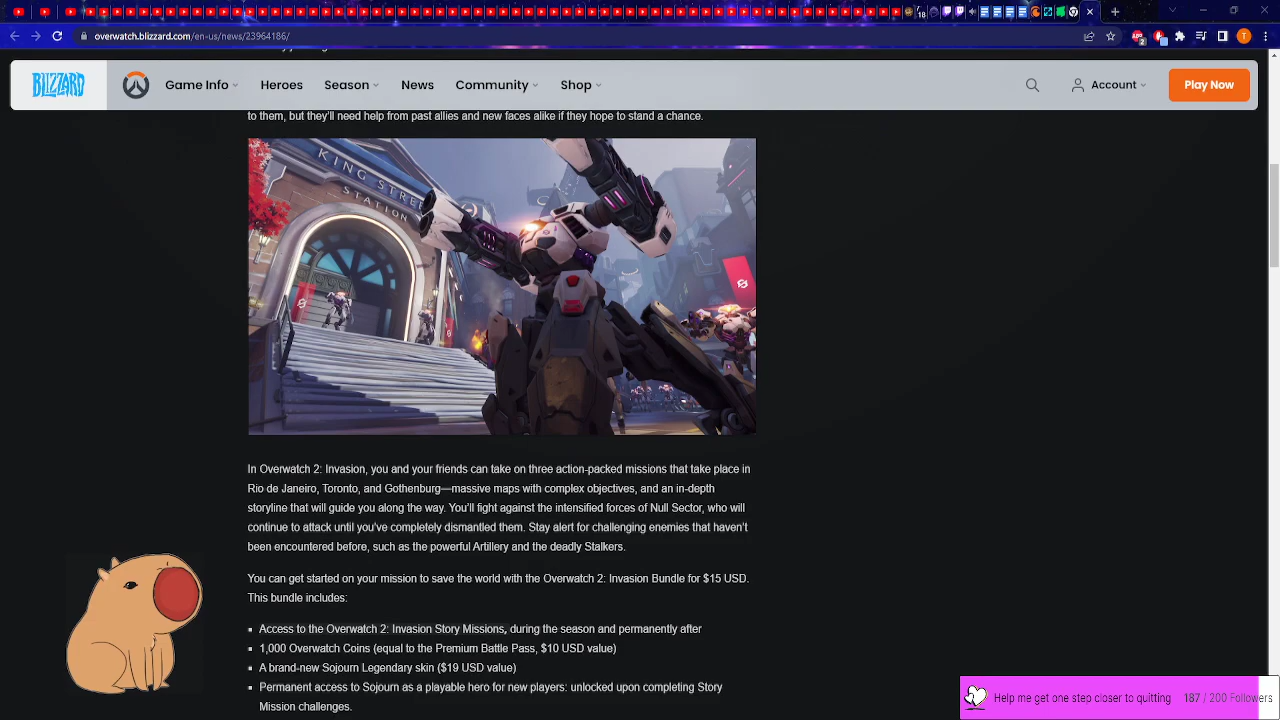 18
2
overwatch.blizzard.com/en-us/news/23964186/
T
BLIZZARD
Game Info
Heroes
Season
News
Community
Shop
Account
Play Now
to them, but they'll need help from past allies and new faces alike if they hope to stand a chance.
KING STREE
STATION
In Overwatch 2: Invasion, you and your friends can take on three action-packed missions that take place in
Rio de Janeiro, Toronto, and Gothenburg—massive maps with complex objectives, and an in-depth
storyline that will guide you along the way. You'll fight against the intensified forces of Null Sector, who will
continue to attack until you've completely dismantled them. Stay alert for challenging enemies that haven't
been encountered before, such as the powerful Artillery and the deadly Stalkers.
You can get started on your mission to save the world with the Overwatch 2: Invasion Bundle for $15 USD.
This bundle includes:
Access to the Overwatch 2: Invasion Story Missions, during the season and permanently after
1,000 Overwatch Coins (equal to the Premium Battle Pass, $10 USD value)
A brand-new Sojourn Legendary skin ($19 USD value)
Permanent access to Sojourn as a playable hero for new players: unlocked upon completing Story
Mission challenges.
Help me get one step closer to quitting 187 / 200 Followers